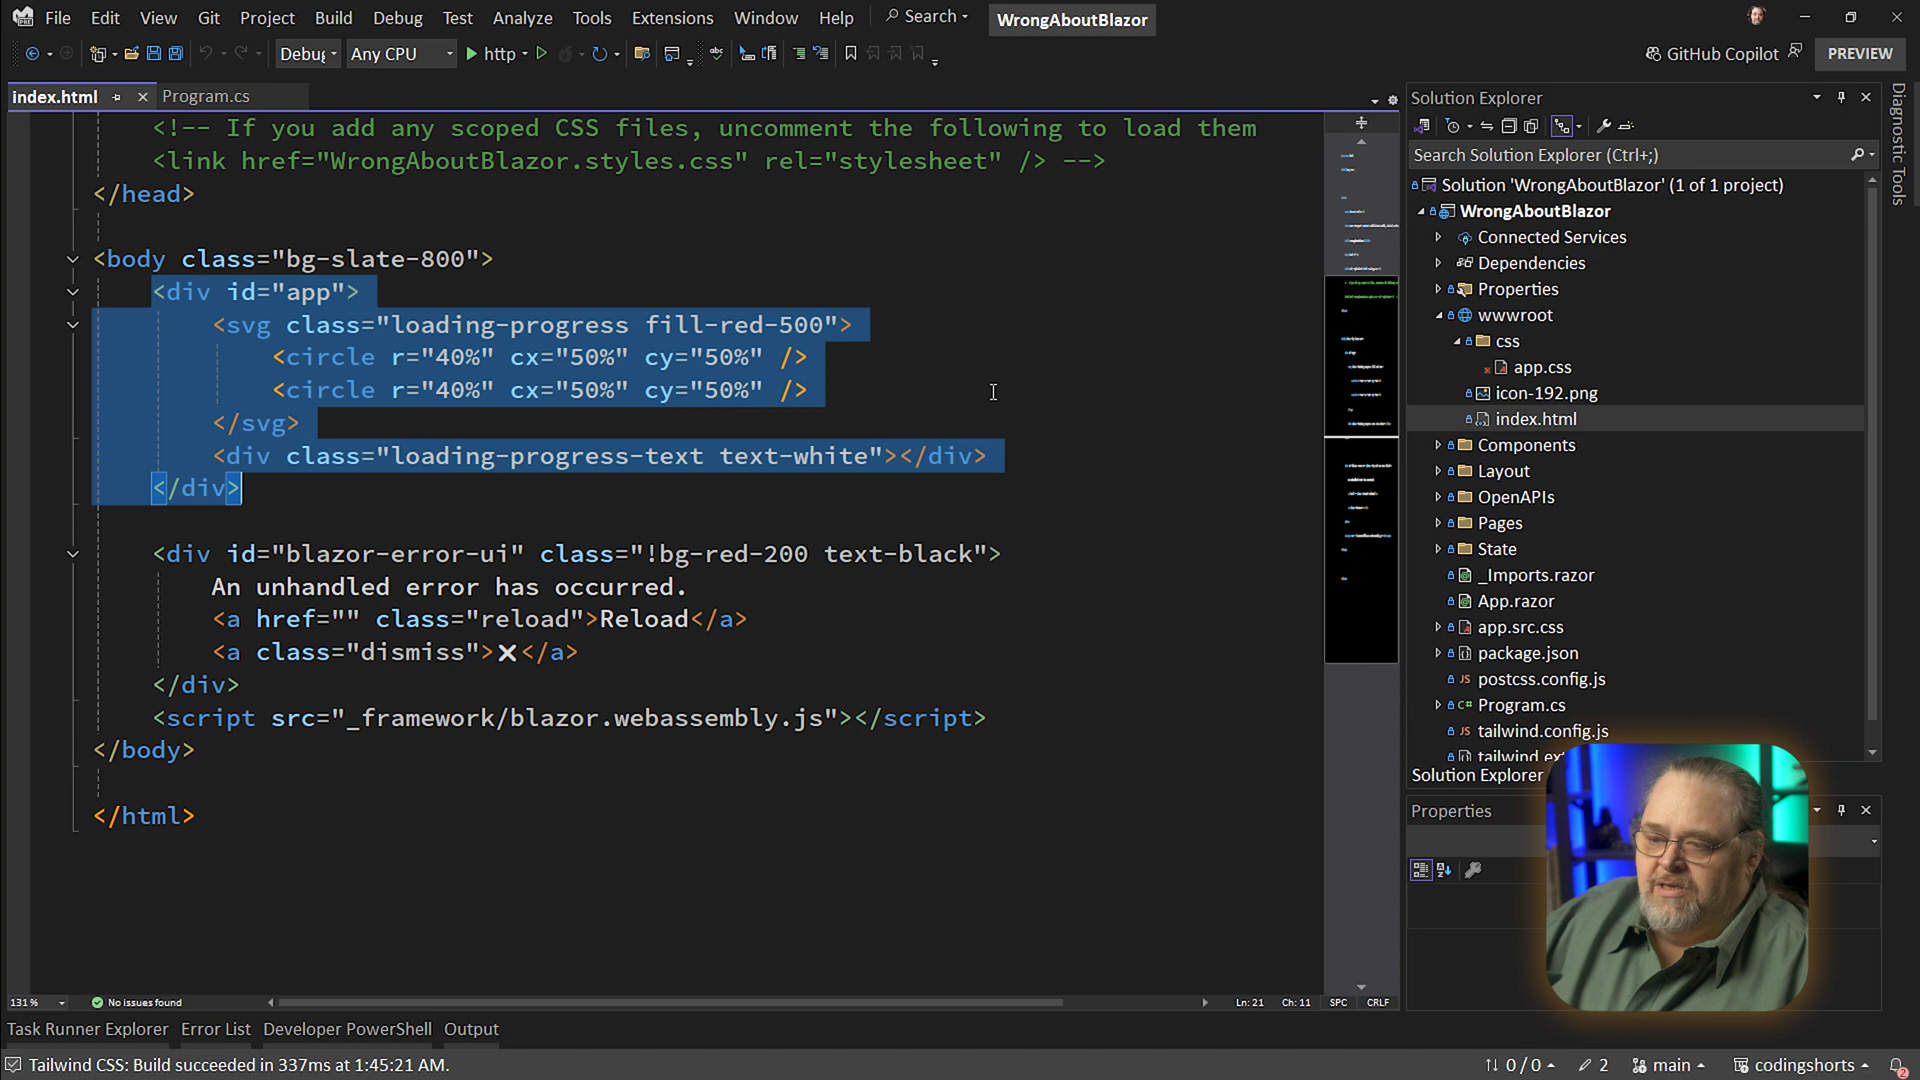 File Edit View Git Project Build Debug Test Analyze Tools Extensions Window Help Search WrongAboutBlazor
Debug Any CPU http GitHub Copilot PREVIEW
index.html Program.cs
<!-- If you add any scoped CSS files, uncomment the following to load them
<link href="WrongAboutBlazor.styles.css" rel="stylesheet" /> -->
</head>
<body class="bg-slate-800">
<div id="app">
<svg class="loading-progress fill-red-500">
<circle r="40%" cx="50%" cy="50%" />
<circle r="40%" cx="50%" cy="50%" />
</svg>
<div class="loading-progress-text text-white"></div>
</div>
<div id="blazor-error-ui" class="!bg-red-200 text-black">
An unhandled error has occurred.
<a href="" class="reload">Reload</a>
<a class="dismiss">🗙</a>
</div>
<script src="_framework/blazor.webassembly.js"></script>
</body>
</html>
131 % No issues found Ln: 21 Ch: 11 SPC CRLF
Task Runner Explorer Error List Developer PowerShell Output
Tailwind CSS: Build succeeded in 337ms at 1:45:21 AM. 0 / 0 2 main codingshorts 2
Solution Explorer
Search Solution Explorer (Ctrl+;)
Solution 'WrongAboutBlazor' (1 of 1 project)
WrongAboutBlazor
Connected Services
Dependencies
Properties
wwwroot
css
app.css
icon-192.png
index.html
Components
Layout
OpenAPIs
Pages
State
_Imports.razor
App.razor
app.src.css
package.json
postcss.config.js
Program.cs
tailwind.config.js
Solution Explorer
Properties
Diagnostic Tools